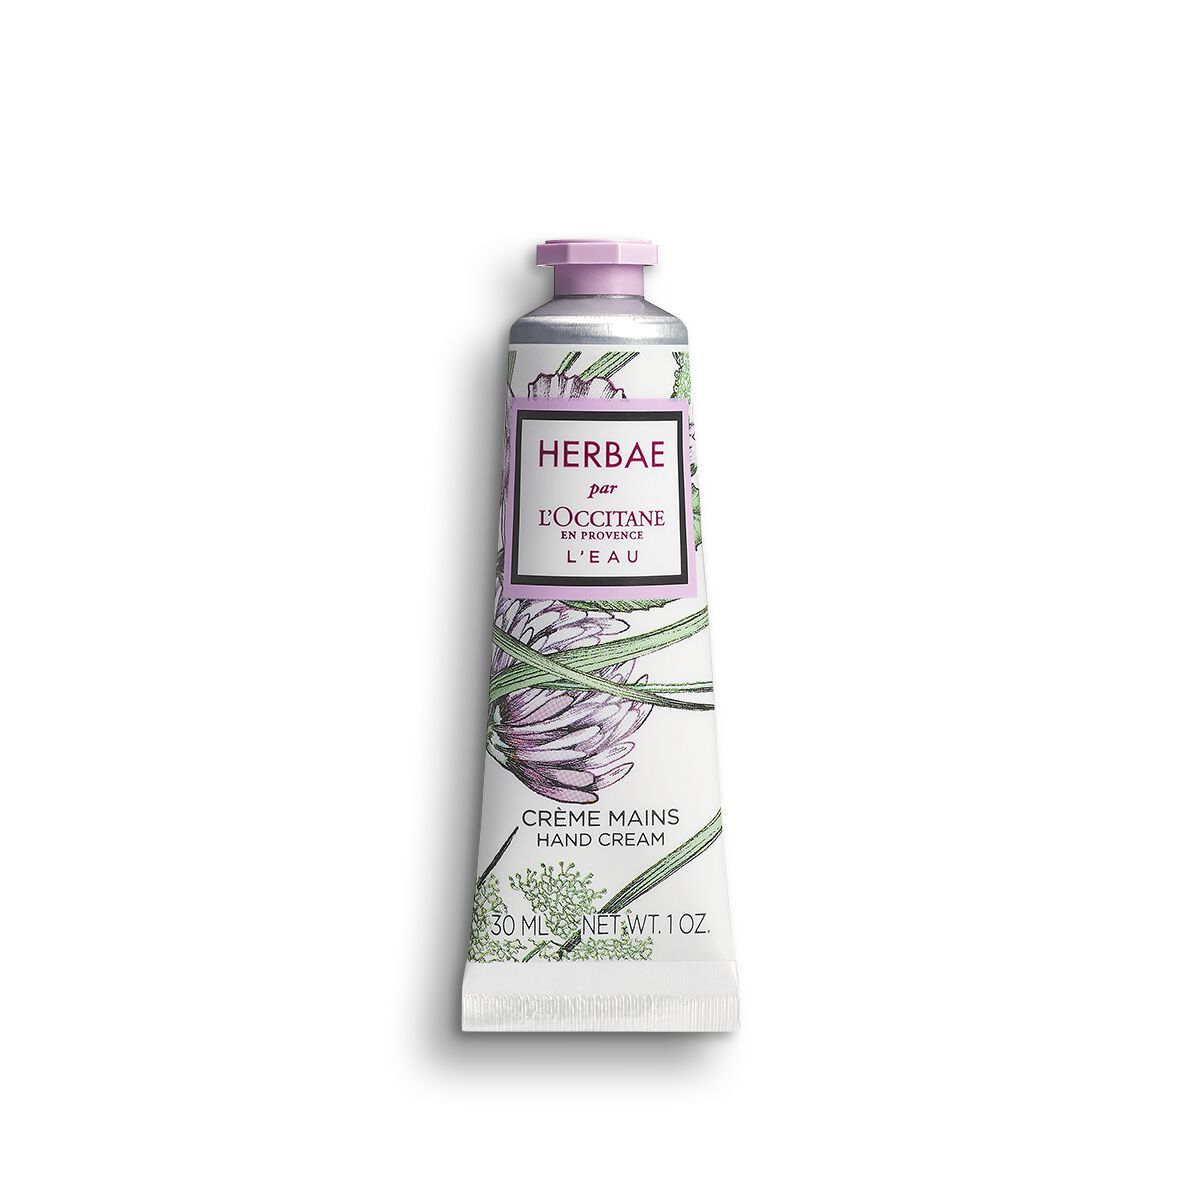 HERBAE
par
L'OCCITANE
EN PROVENCE
L'EAU
CRÈME MAINS
HAND CREAM
30 ML NET WT. 1 OZ.